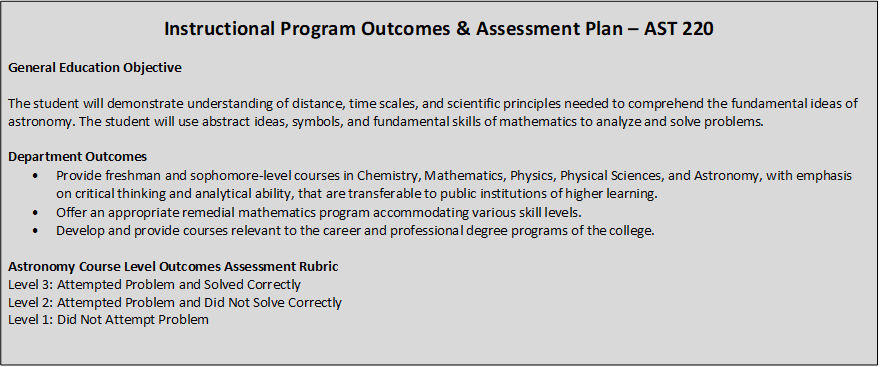 Instructional Program Outcomes & Assessment Plan – AST 220
General Education Objective
The student will demonstrate understanding of distance, time scales, and scientific principles needed to comprehend the fundamental ideas of
astronomy. The student will use abstract ideas, symbols, and fundamental skills of mathematics to analyze and solve problems.
Department Outcomes
• Provide freshman and sophomore-level courses in Chemistry, Mathematics, Physics, Physical Sciences, and Astronomy, with emphasis
on critical thinking and analytical ability, that are transferable to public institutions of higher learning.
• Offer an appropriate remedial mathematics program accommodating various skill levels.
• Develop and provide courses relevant to the career and professional degree programs of the college.
Astronomy Course Level Outcomes Assessment Rubric
Level 3: Attempted Problem and Solved Correctly
Level 2: Attempted Problem and Did Not Solve Correctly
Level 1: Did Not Attempt Problem